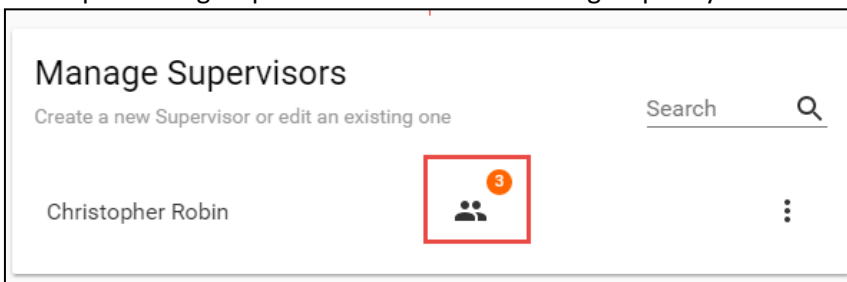 Manage Supervisors
Create a new Supervisor or edit an existing one
Search
3
Christopher Robin